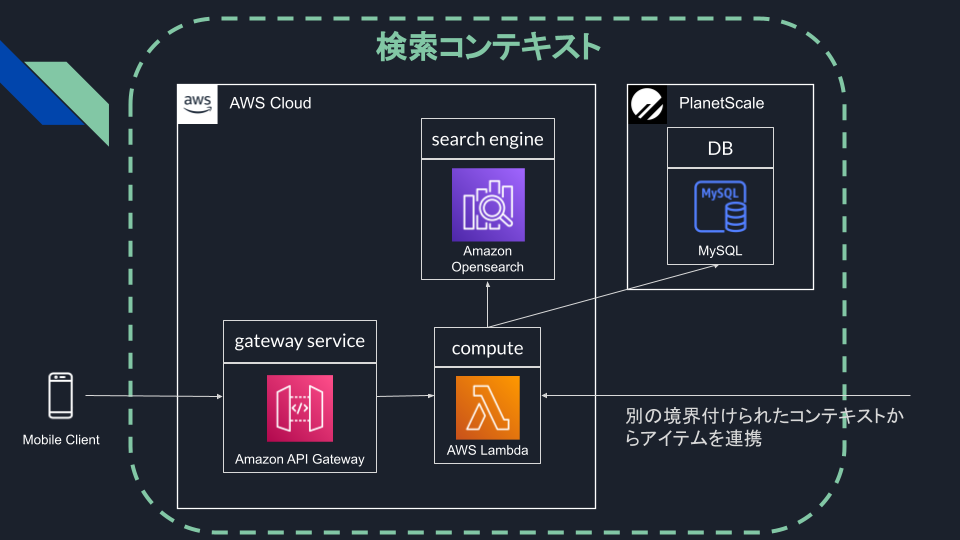 検索コンテキスト
aws
AWS Cloud
PlanetScale
search engine
DB
MySQL
Amazon
Opensearch
MySQL
gateway service
compute
Amazon API Gateway
AWS Lambda
Mobile Client
別の境界付けられたコンテキストか
らアイテムを連携